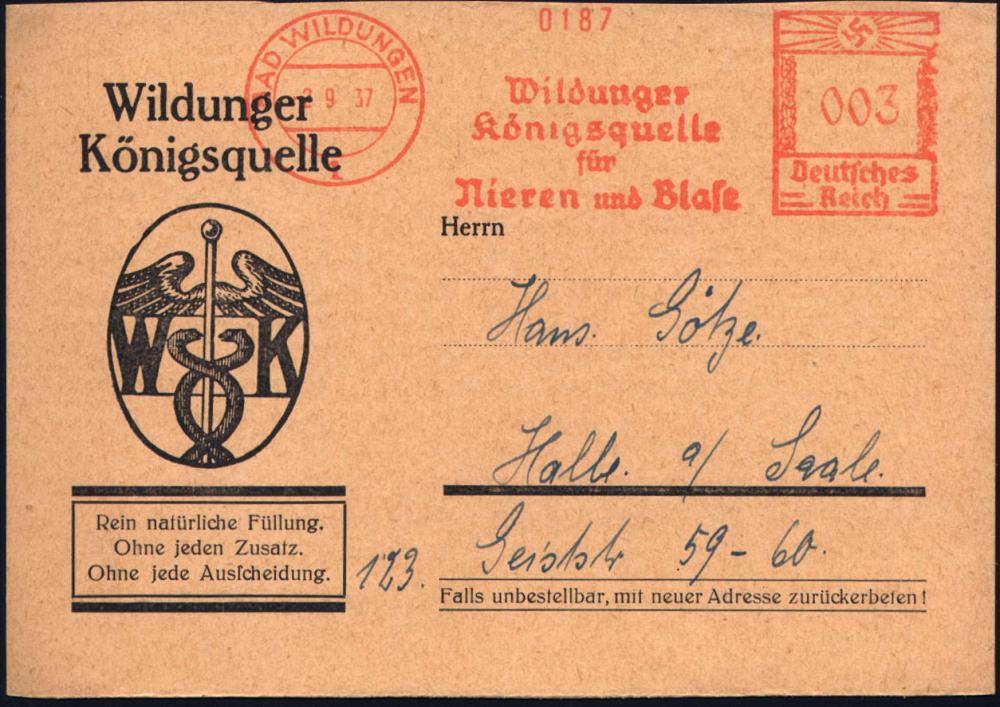 Wildunger
Königsquelle
BAD WILDUNGEN
9 37
0187
Wildunger
Königsquelle
für
Nieren und Blaſe
003
Deutſches
Reich
W K
Herrn
Hans. Götze.
Halle. a/ Saale.
Geiststr 59-60.
123.
Rein natürliche Füllung.
Ohne jeden Zusatz.
Ohne jede Ausſcheidung.
Falls unbestellbar, mit neuer Adresse zurückerbeten!